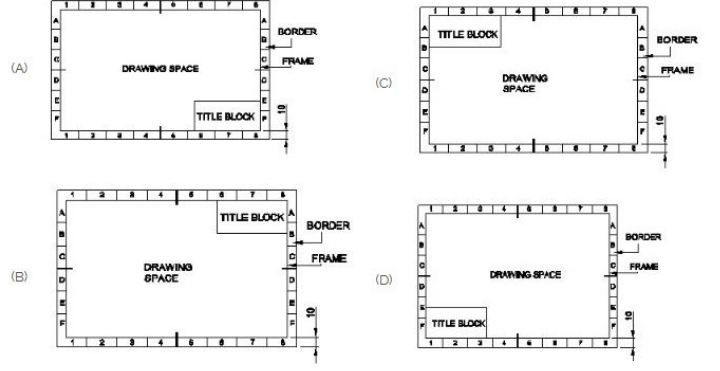 (A)
1 2 3 4 5 6 7 8
A
B
C
D
E
F
A
B
C
D
E
F
BORDER
FRAME
DRAWING SPACE
TITLE BLOCK
10
1 2 3 4 5 6 7 8
(C)
1 2 3 4 5 6 7 8
A
B
C
D
E
F
A
B
C
D
E
F
TITLE BLOCK
BORDER
FRAME
DRAWING
SPACE
10
1 2 3 4 5 6 7 8
(B)
1 2 3 4 5 6 7 8
A
B
C
D
E
F
A
B
C
D
E
F
TITLE BLOCK
BORDER
FRAME
DRAWING
SPACE
10
1 2 3 4 5 6 7 8
(D)
1 2 3 4 5 6 7 8
A
B
C
D
E
F
A
B
C
D
E
F
BORDER
FRAME
DRAWING SPACE
TITLE BLOCK
10
1 2 3 4 5 6 7 8